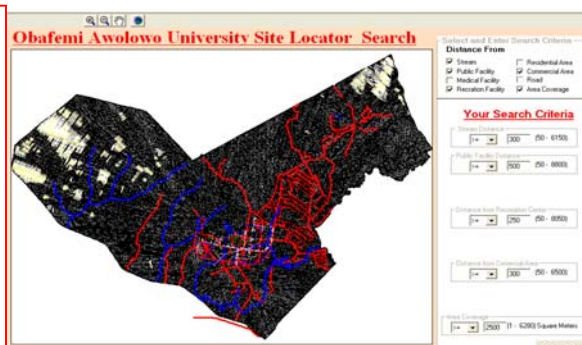 Obafemi Awolowo University Site Locator Search
Select and Enter Search Criteria
Distance From
Stream
Residential Area
Public Facility
Commercial Area
Medical Facility
Road
Recration Facility
Area Coverage
Your Search Criteria
Stream Distance
>= 300 (50 - 6150)
Public Facility Distance
>= 500 (50 - 8800)
Distance from Recreation Center
>= 250 (50 - 8050)
Distance from Comercial Area
>= 300 (50 - 6500)
Area Coverage
>= 2500 (1 - 6280) Square Meters